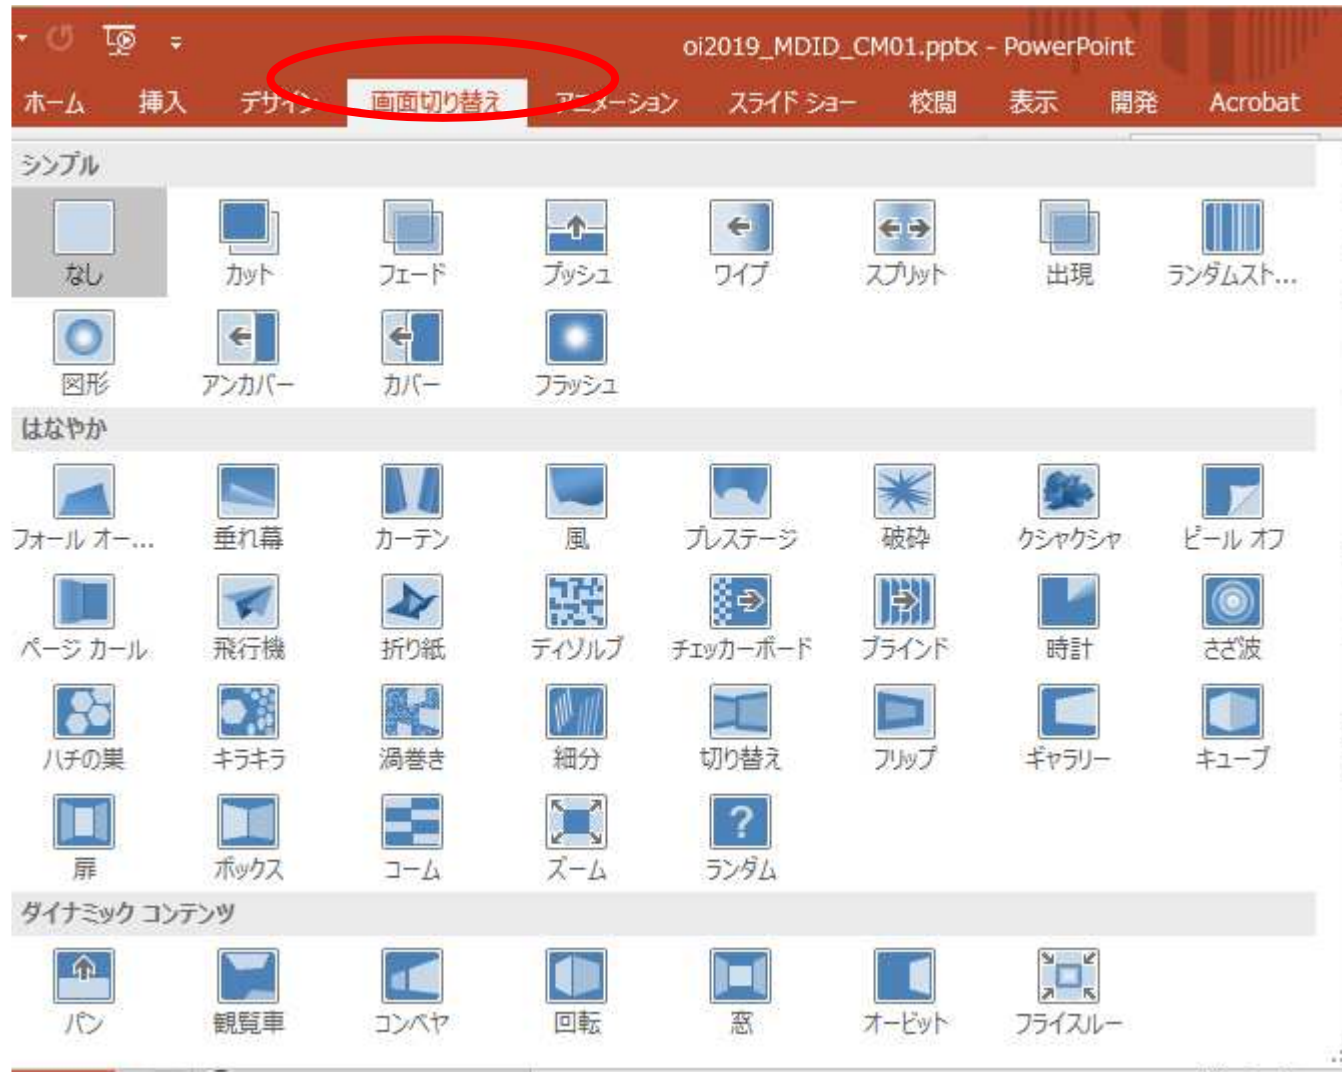 oi2019_MDID_CM01.pptx - PowerPoint
ホーム 挿入 デザイン 画面切り替え アニメーション スライド ショー 校閲 表示 開発 Acrobat
シンプル
なし カット フェード プッシュ ワイプ スプリット 出現 ランダムスト...
図形 アンカバー カバー フラッシュ
はなやか
フォール オー... 垂れ幕 カーテン 風 プレステージ 破砕 クシャクシャ ピール オフ
ページ カール 飛行機 折り紙 ディゾルブ チェッカーボード ブラインド 時計 さざ波
ハチの巣 キラキラ 渦巻き 細分 切り替え フリップ ギャラリー キューブ
扉 ボックス コーム ズーム ランダム
ダイナミック コンテンツ
パン 観覧車 コンベヤ 回転 窓 オービット フライスルー